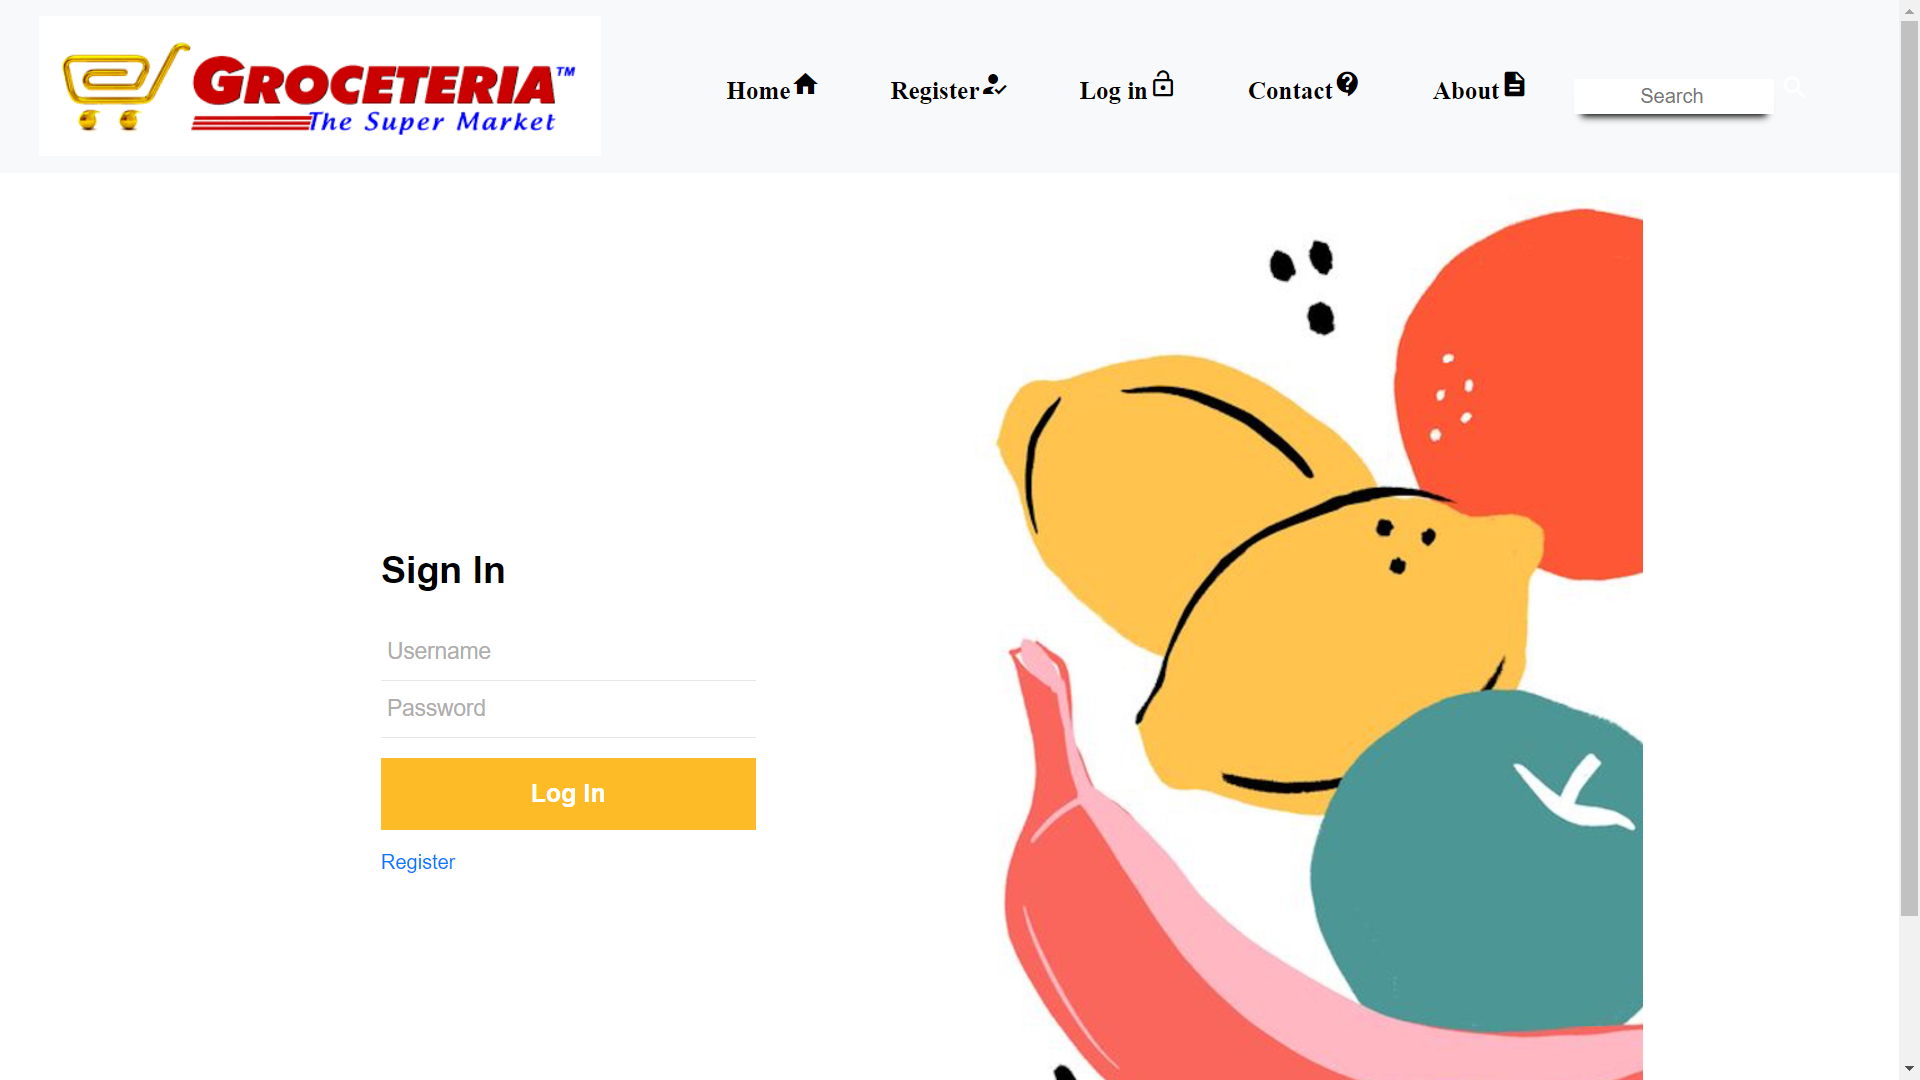 GROCETERIA™
The Super Market
Home
Register
Log in
Contact
About
Search
Sign In
Username
Password
Log In
Register